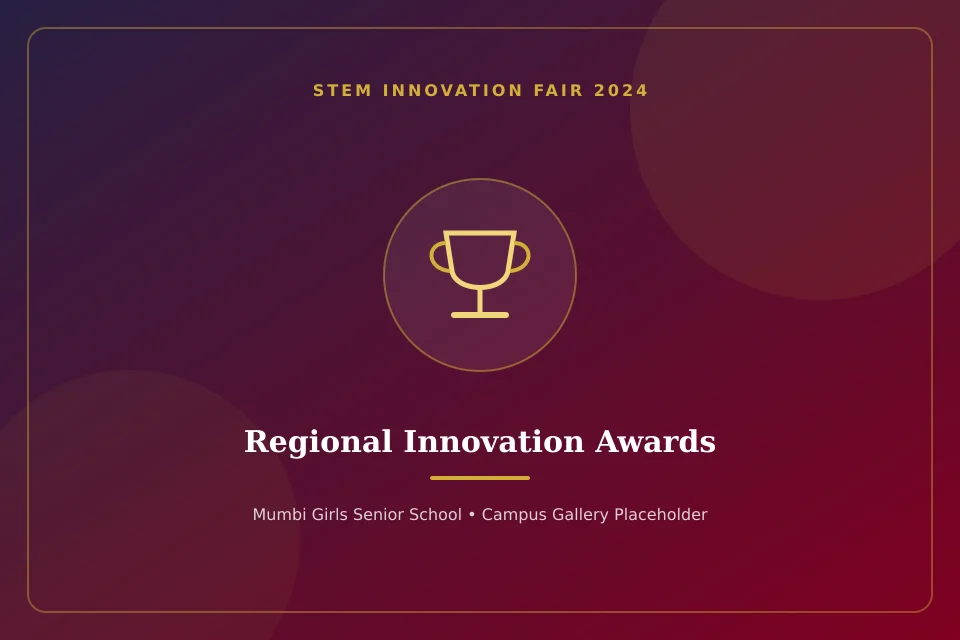 STEM INNOVATION FAIR 2024
Regional Innovation Awards
Mumbi Girls Senior School • Campus Gallery Placeholder